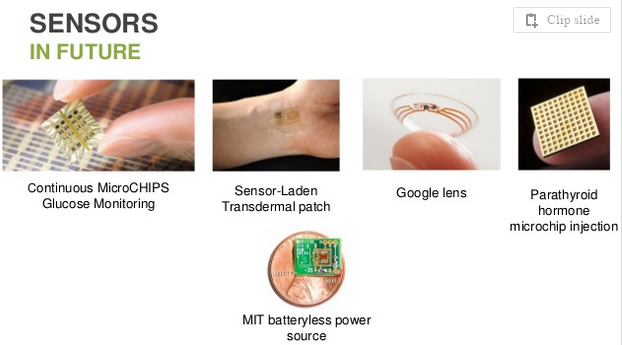 SENSORS
IN FUTURE
Clip slide
Continuous MicroCHIPS
Glucose Monitoring
Sensor-Laden
Transdermal patch
Google lens
Parathyroid
hormone
microchip injection
LIBERTY
MIT batteryless power
source